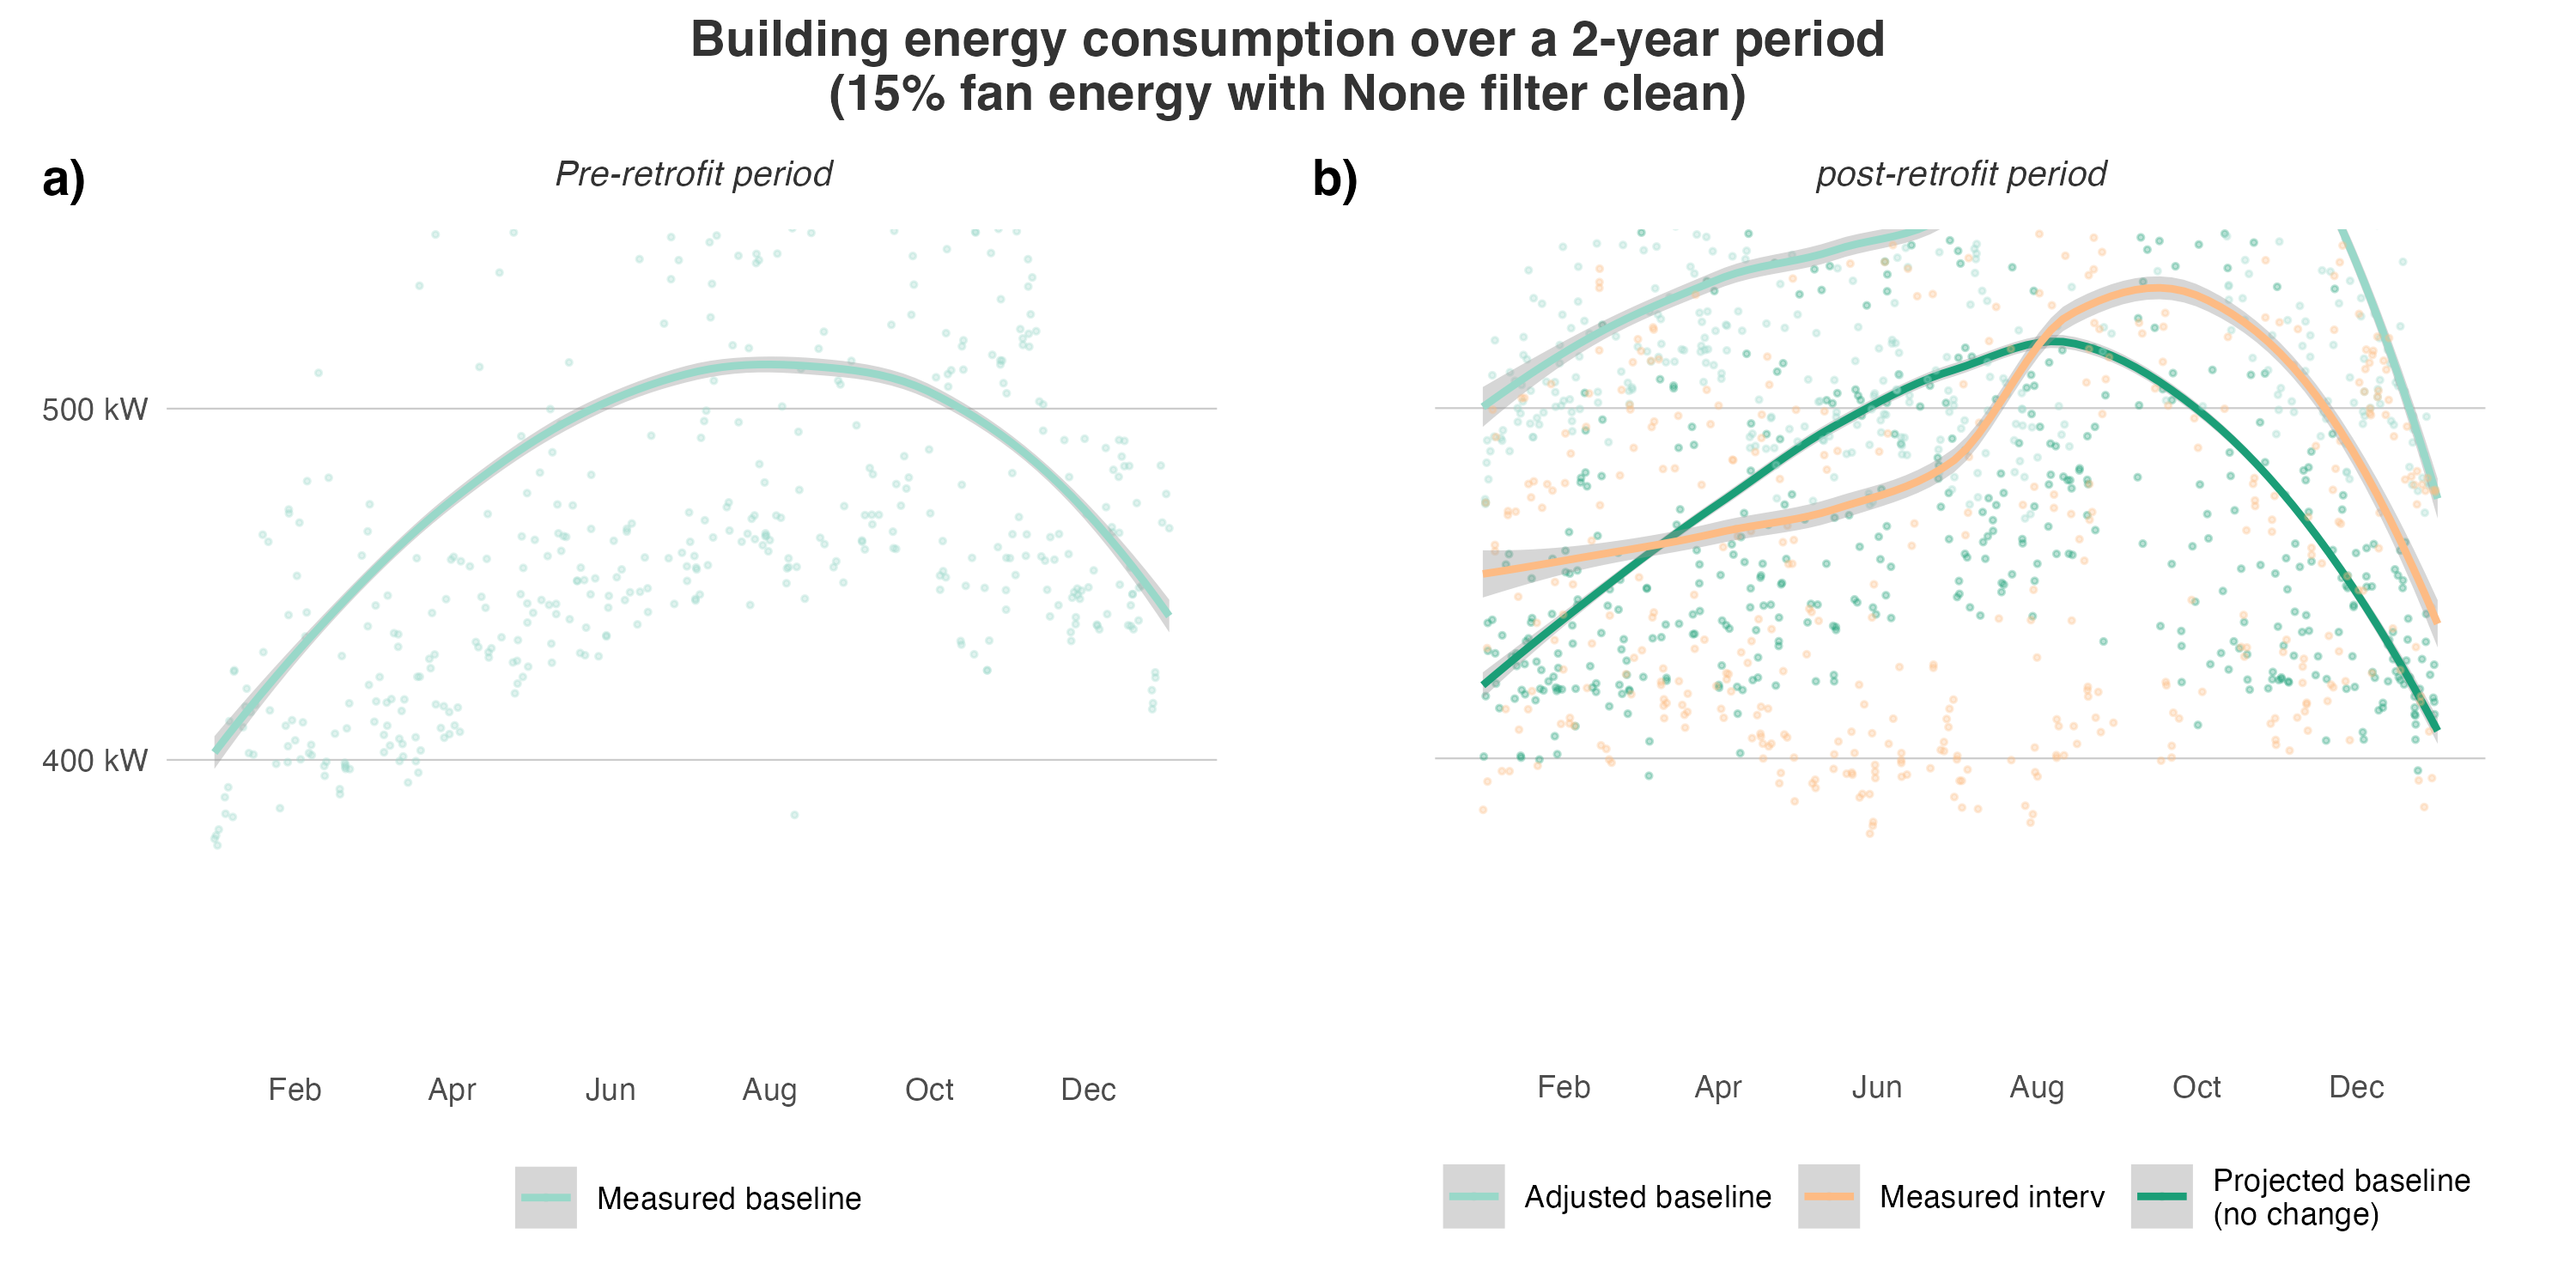 Building energy consumption over a 2-year period
(15% fan energy with None filter clean)
a)
Pre-retrofit period
500 kW
400 kW
Feb Apr Jun Aug Oct Dec
Measured baseline
b)
post-retrofit period
Feb Apr Jun Aug Oct Dec
Adjusted baseline
Measured interv
Projected baseline
(no change)